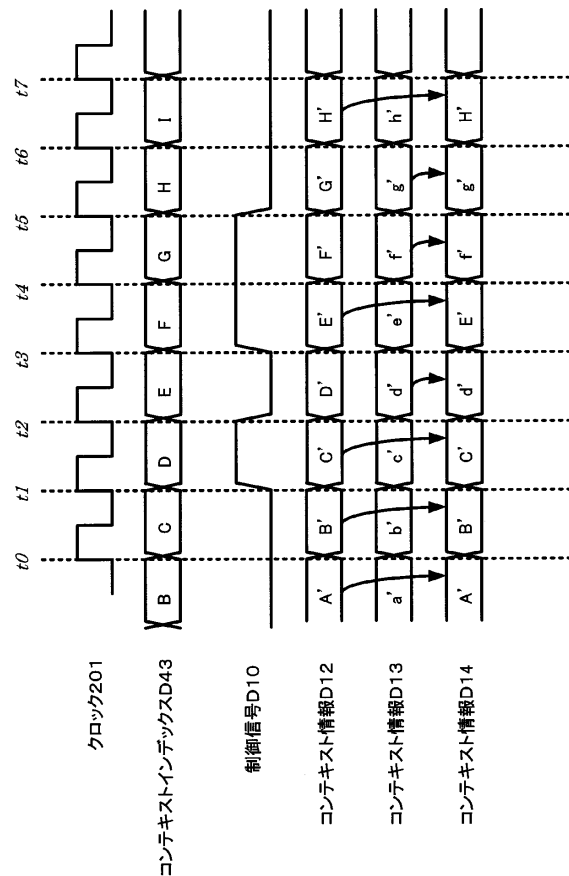 t0 t1 t2 t3 t4 t5 t6 t7
クロック201
コンテキストインデックスD43
B C D E F G H I
制御信号D10
コンテキスト情報D12
A' B' C' D' E' F' G' H'
コンテキスト情報D13
a' b' c' d' e' f' g' h'
コンテキスト情報D14
A' B' C' d' E' f' g' H'